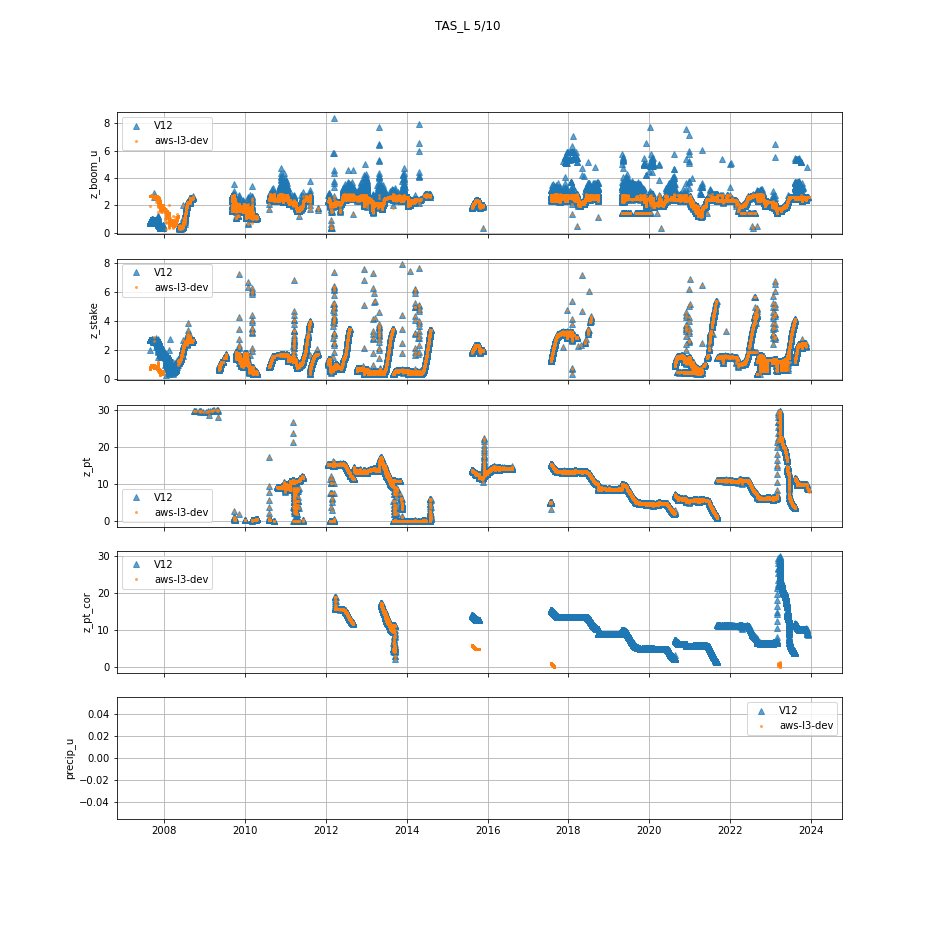 TAS_L 5/10
8
6
4
2
0
z_boom_u
V12
aws-l3-dev
8
6
4
2
0
z_stake
V12
aws-l3-dev
30
20
10
0
z_pt
V12
aws-l3-dev
30
20
10
0
z_pt_cor
V12
aws-l3-dev
0.04
0.02
0.00
−0.02
−0.04
precip_u
V12
aws-l3-dev
2008 2010 2012 2014 2016 2018 2020 2022 2024